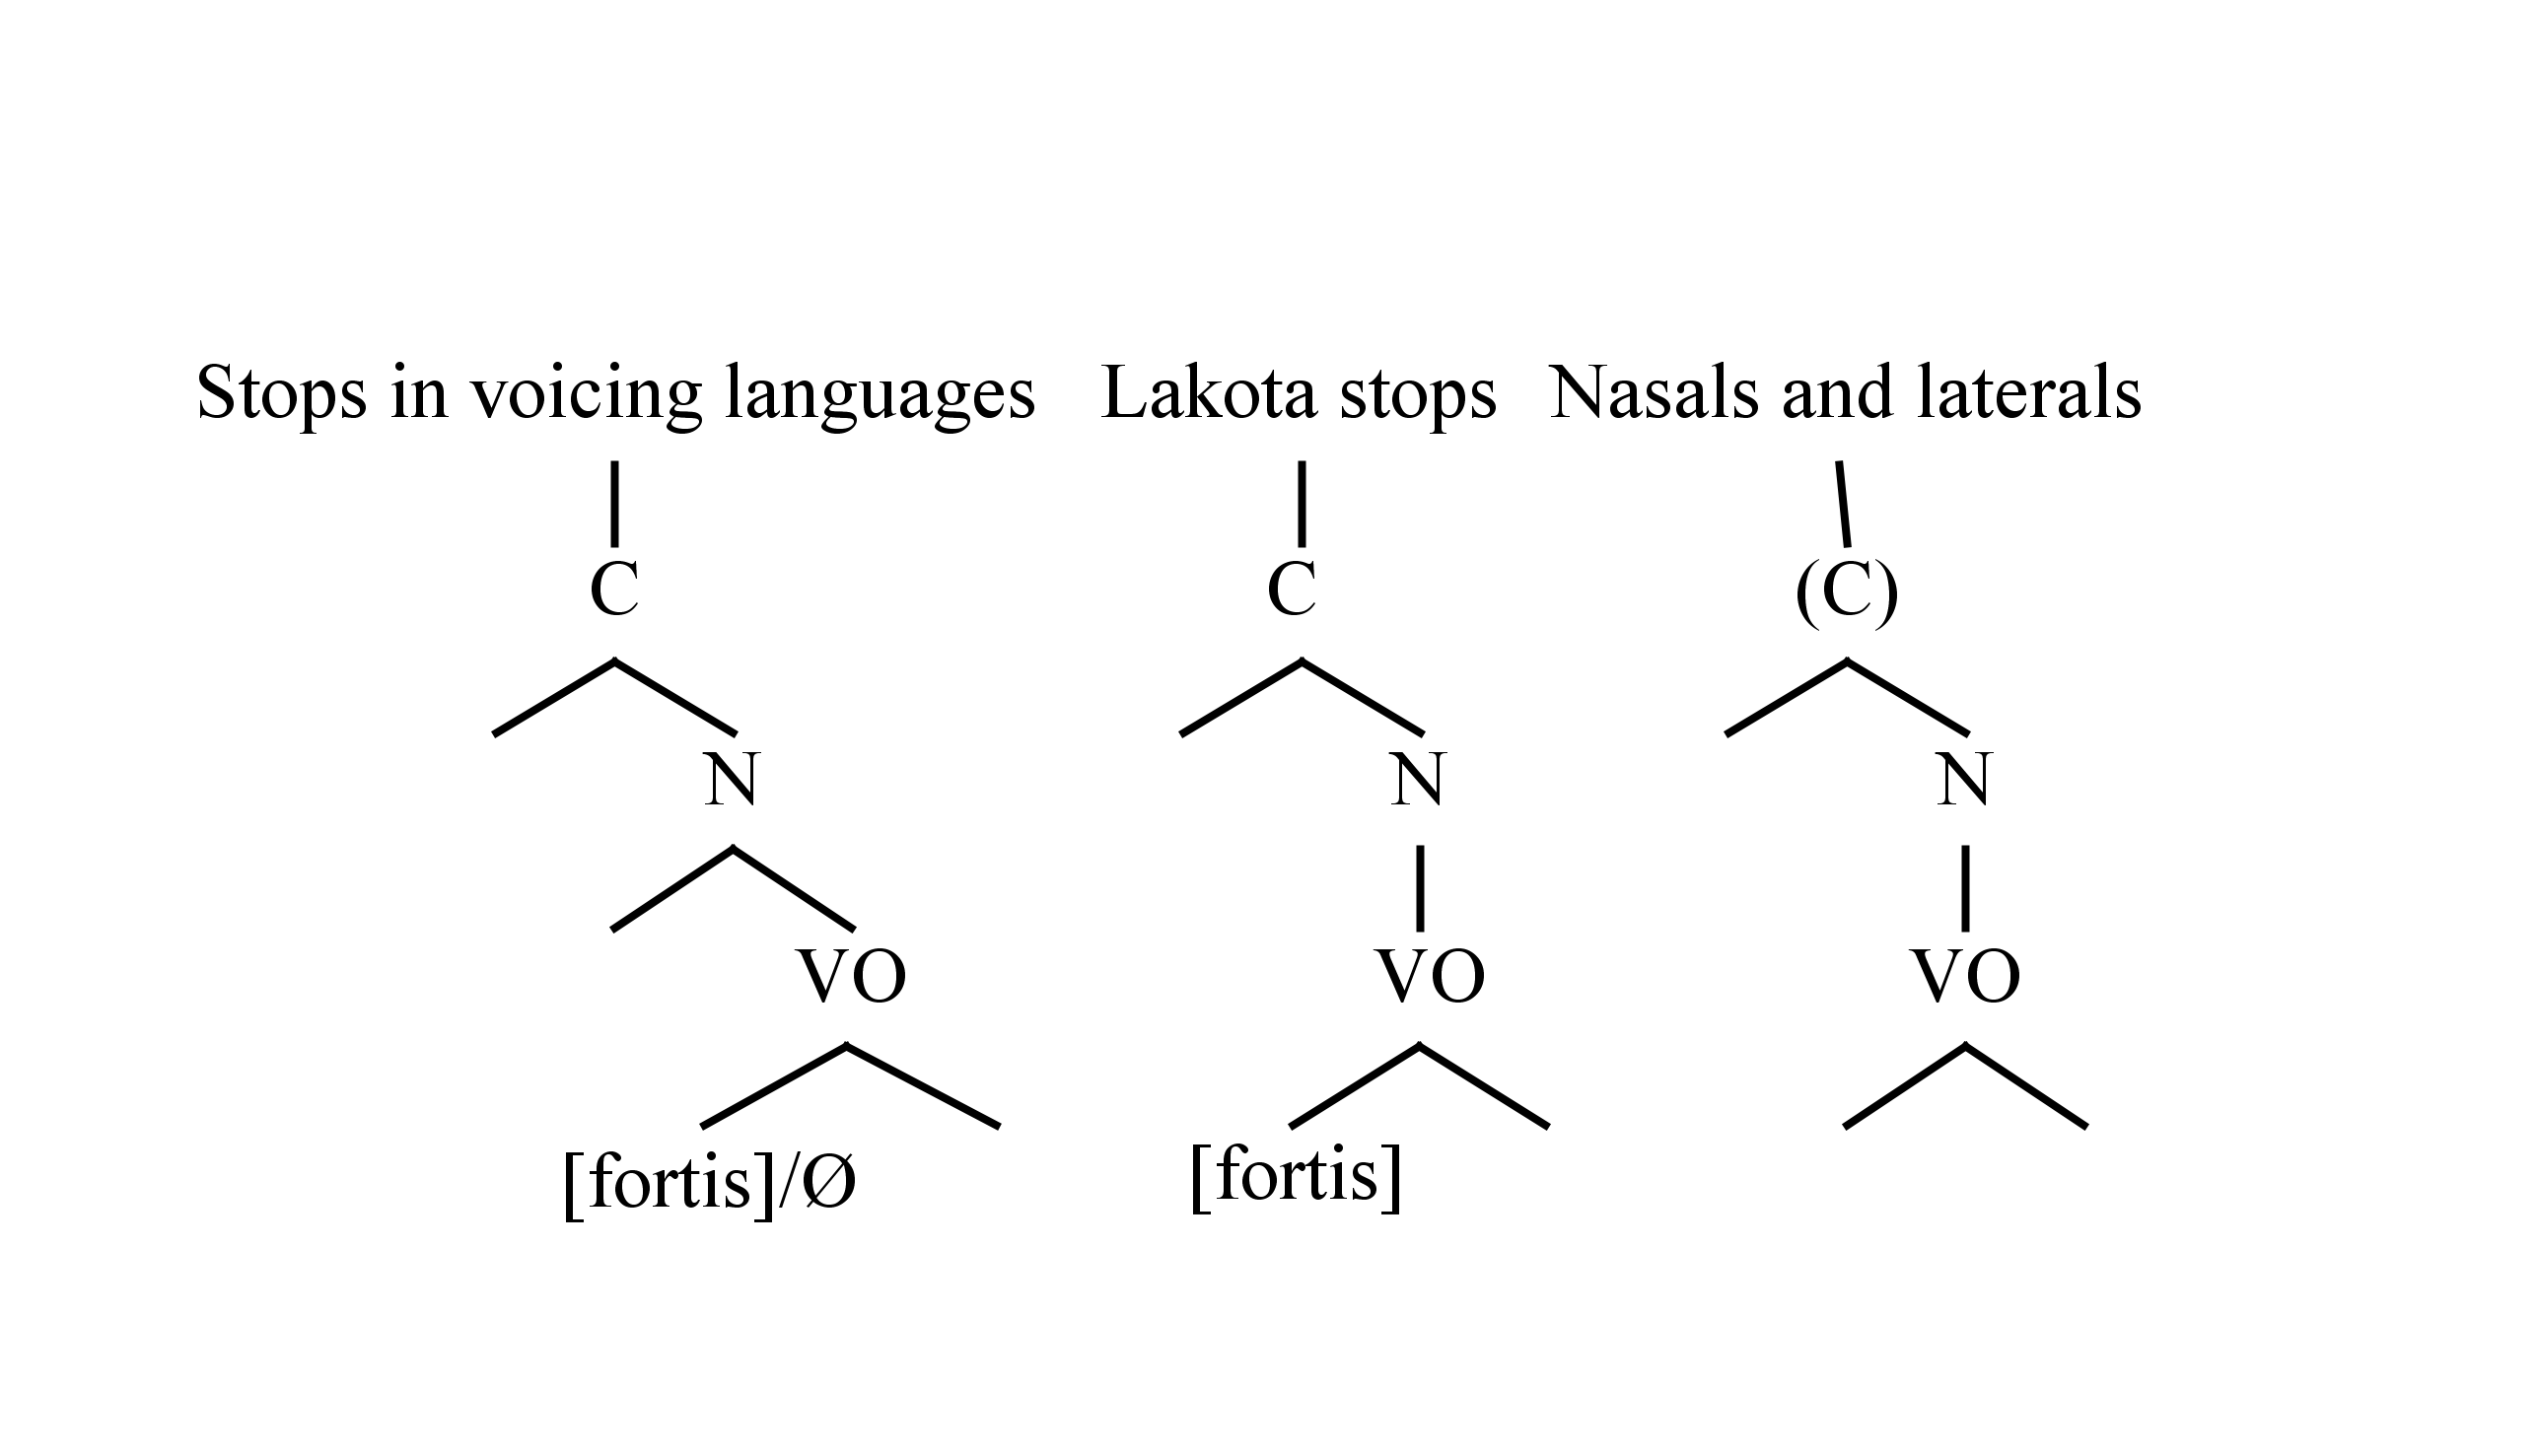 Stops in voicing languages Lakota stops Nasals and laterals
C C (C)
N N N
VO VO VO
[fortis]/Ø [fortis]